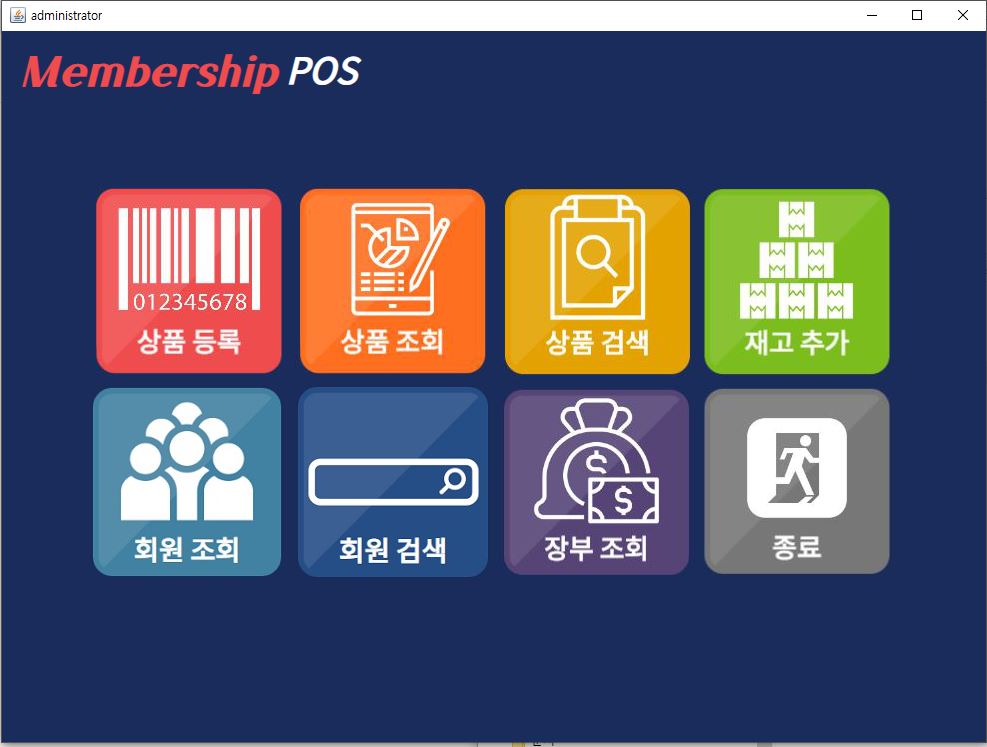 administrator
Membership POS
012345678
상품 등록
상품 조회
상품 검색
재고 추가
회원 조회
회원 검색
장부 조회
종료